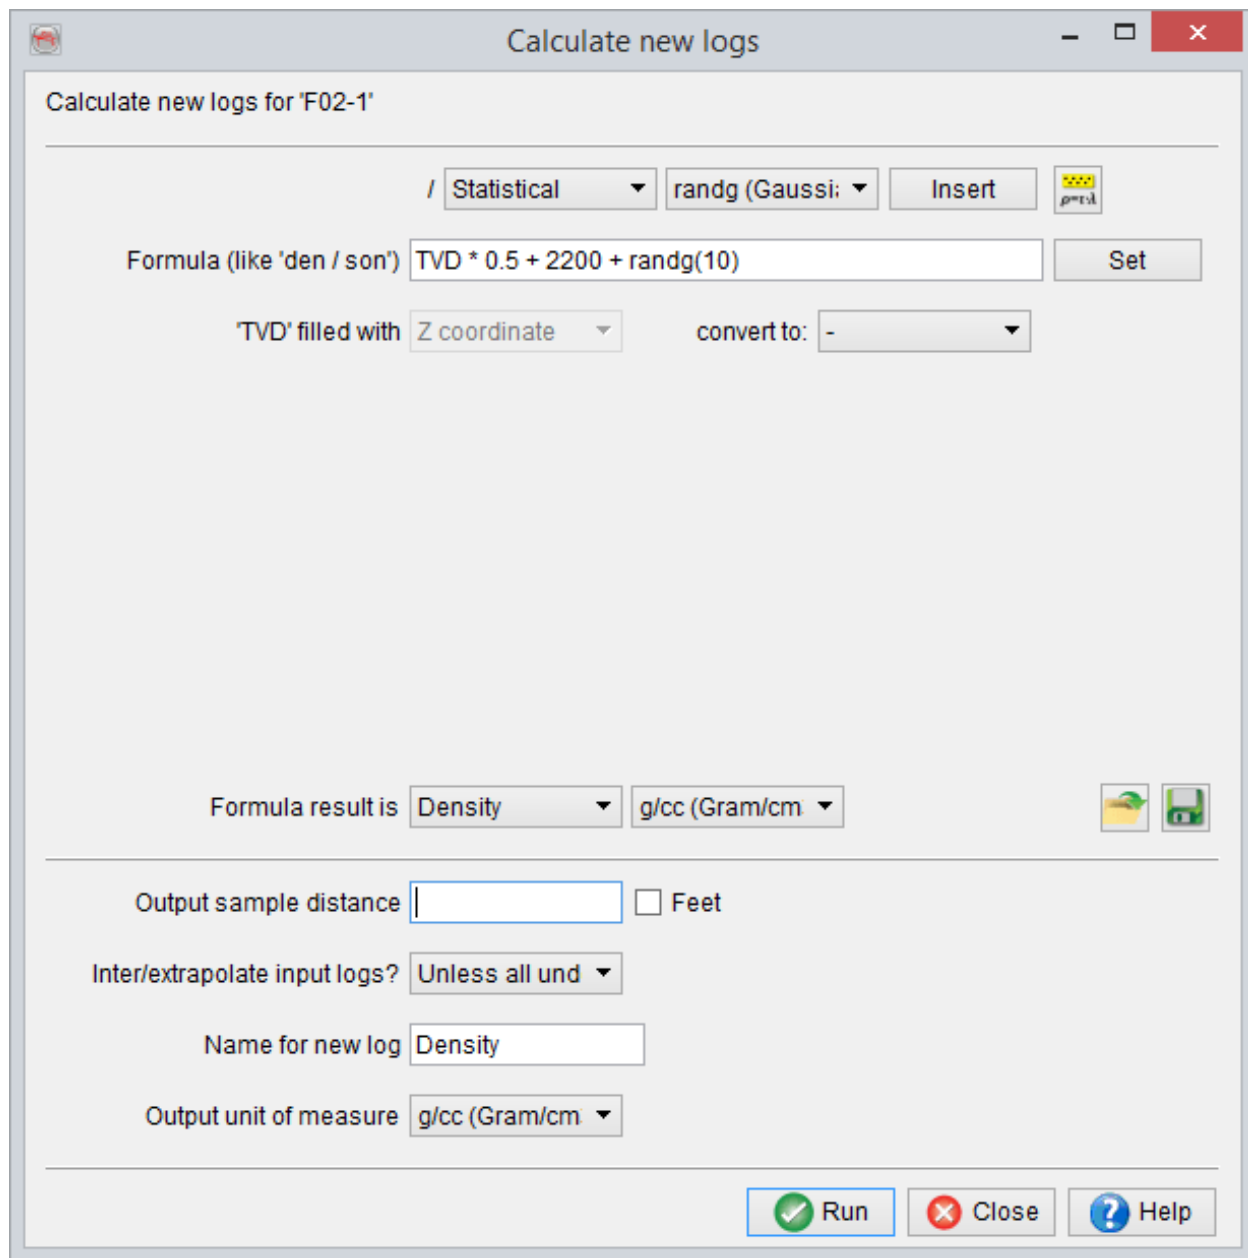 Calculate new logs
Calculate new logs for 'F02-1'
/ Statistical randg (Gaussi Insert ρ=τ·λ
Formula (like 'den / son') TVD * 0.5 + 2200 + randg(10) Set
'TVD' filled with Z coordinate convert to: -
Formula result is Density g/cc (Gram/cm
Output sample distance Feet
Inter/extrapolate input logs? Unless all und
Name for new log Density
Output unit of measure g/cc (Gram/cm
Run Close Help